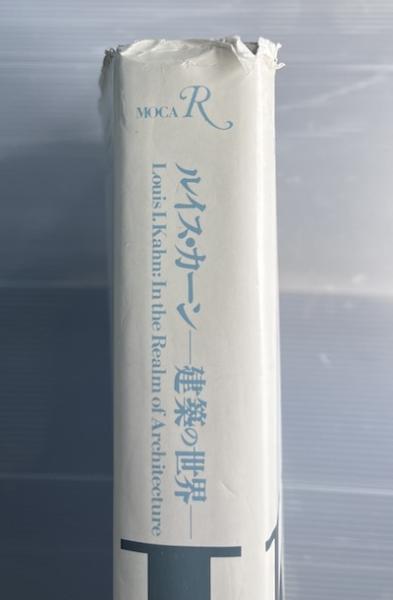 MOCA R
ルイス・カーン―建築の世界―
Louis I. Kahn: In the Realm of Architecture